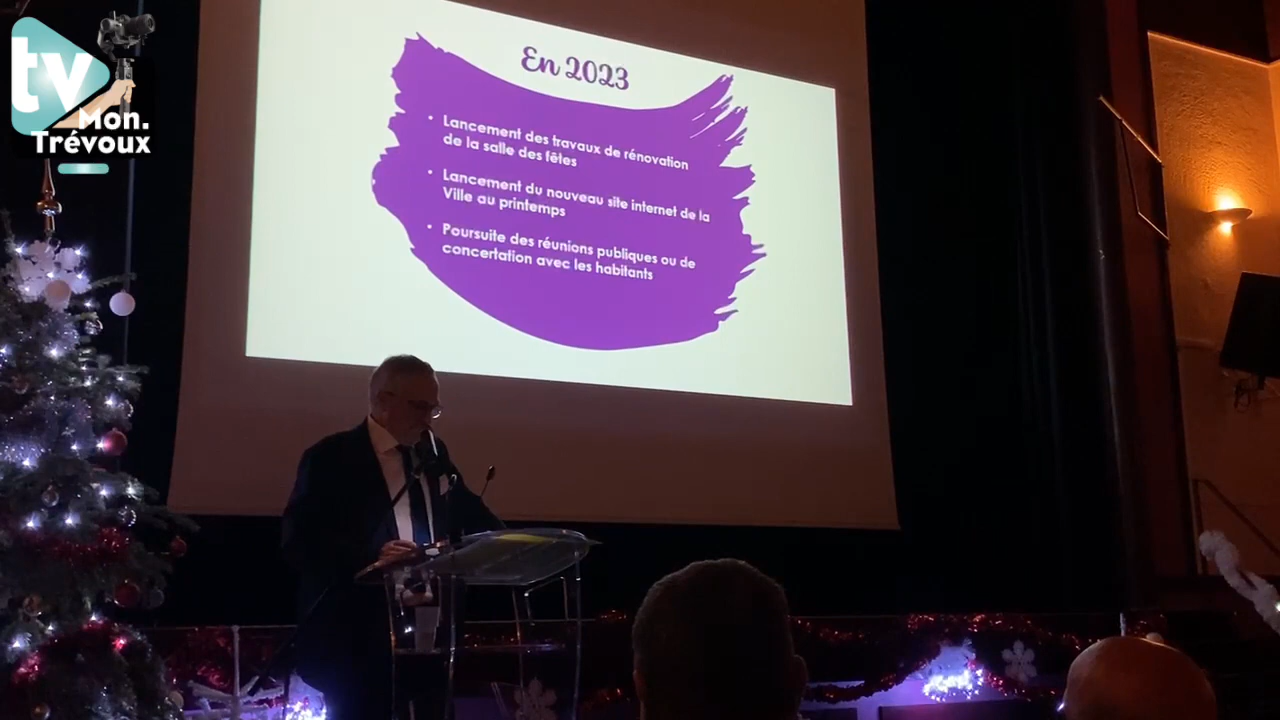 tv
Mon.
Trévoux
En 2023
• Lancement des travaux de rénovation
de la salle des fêtes
• Lancement du nouveau site internet de la
Ville au printemps
• Poursuite des réunions publiques ou de
concertation avec les habitants